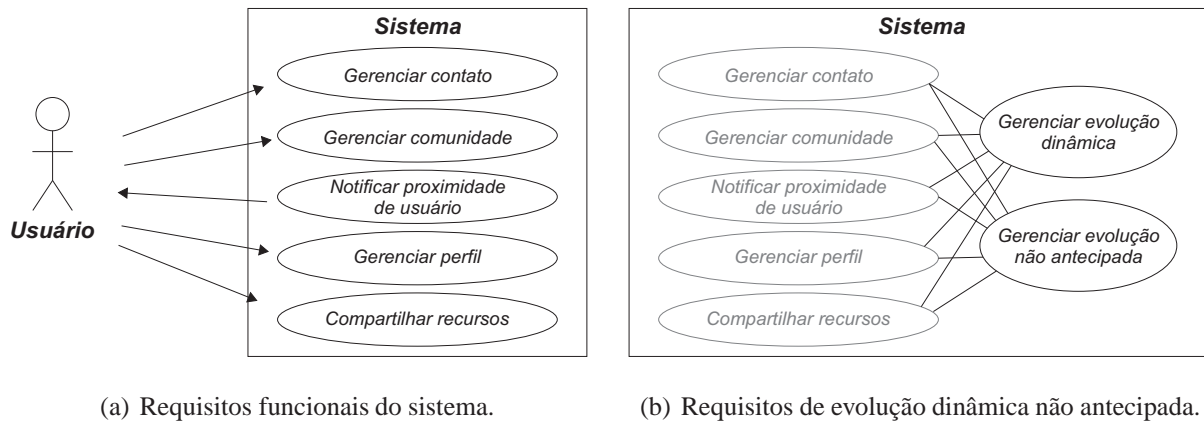 Sistema
Gerenciar contato
Gerenciar comunidade
Notificar proximidade
de usuário
Gerenciar perfil
Compartilhar recursos
Usuário
(a) Requisitos funcionais do sistema.
Sistema
Gerenciar contato
Gerenciar comunidade
Notificar proximidade
de usuário
Gerenciar perfil
Compartilhar recursos
Gerenciar evolução
dinâmica
Gerenciar evolução
não antecipada
(b) Requisitos de evolução dinâmica não antecipada.